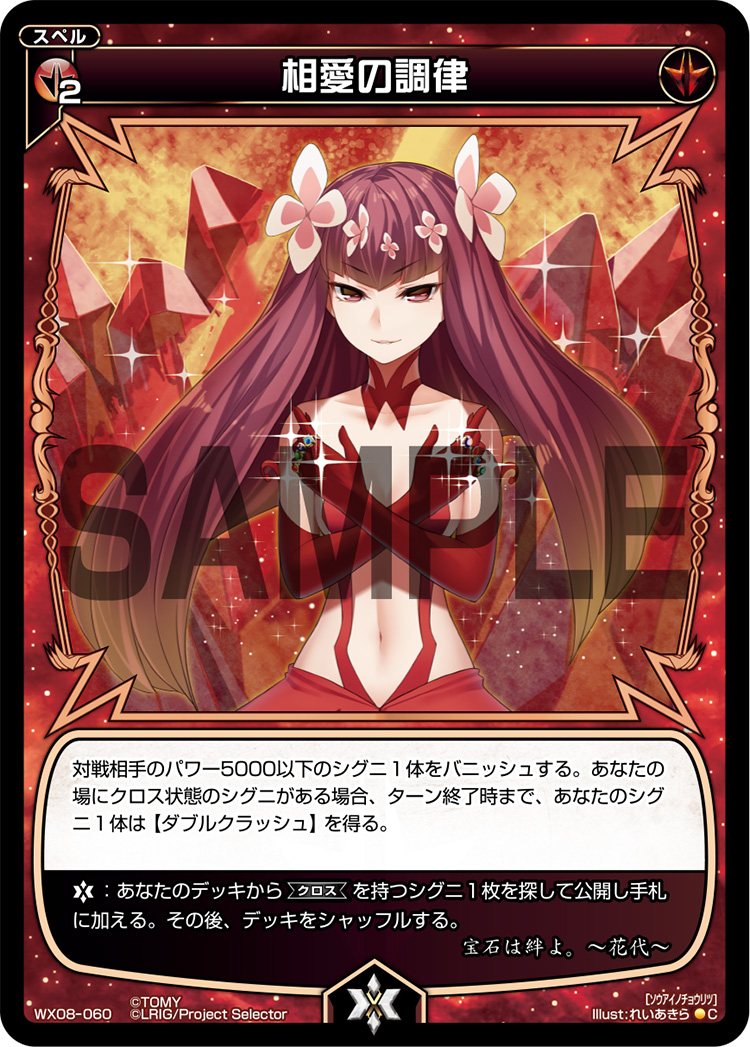 スペル
2
相愛の調律
SAMPLE
対戦相手のパワー5000以下のシグニ１体をバニッシュする。あなたの
場にクロス状態のシグニがある場合、ターン終了時まで、あなたのシグ
ニ１体は【ダブルクラッシュ】を得る。
：あなたのデッキから クロス を持つシグニ１枚を探して公開し手札
に加える。その後、デッキをシャッフルする。
宝石は絆よ。～花代～
[ソウアイノチョウリツ]
WX08-060 ©TOMY ©LRIG/Project Selector
Illust:れいあきら C